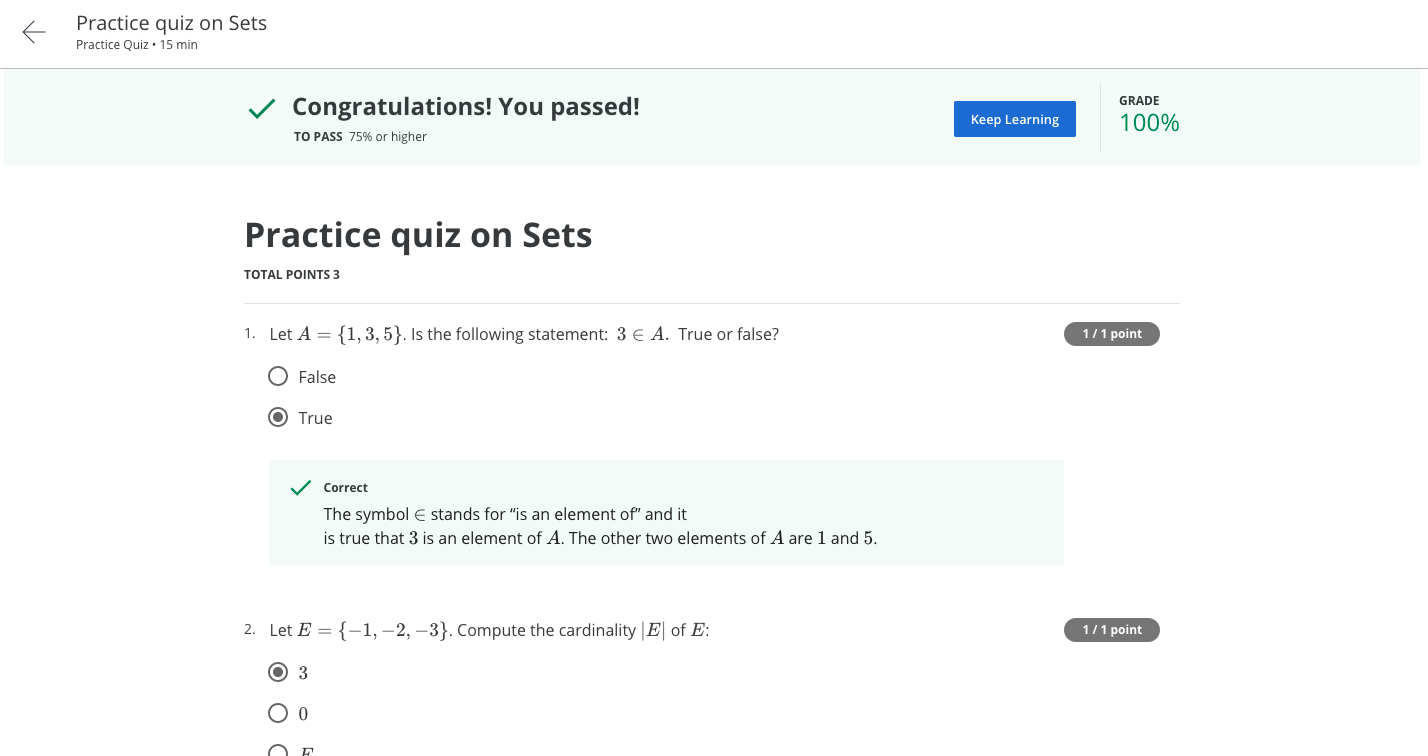 Practice quiz on Sets
Practice Quiz • 15 min
Congratulations! You passed!
TO PASS 75% or higher
Keep Learning
GRADE
100%
Practice quiz on Sets
TOTAL POINTS 3
1. Let A = {1, 3, 5}. Is the following statement: 3 ∈ A. True or false?
1 / 1 point
False
True
Correct
The symbol ∈ stands for “is an element of” and it
is true that 3 is an element of A. The other two elements of A are 1 and 5.
2. Let E = {−1, −2, −3}. Compute the cardinality |E| of E:
1 / 1 point
3
0